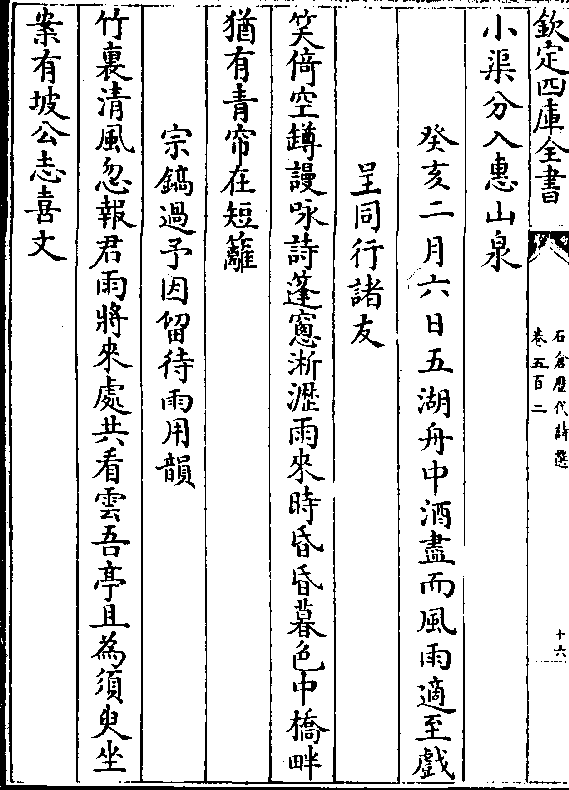 欽定四庫全書
石倉歷代詩選
卷五百二
十六
小渠分入惠山泉
癸亥二月六日五湖舟中酒盡而風雨適至戲
呈同行諸友
笑倚空罇謾咏詩蓬窻淅瀝雨來時昏昏暮色中橋畔
猶有青帘在短籬
宗鎬過予因留待雨用韻
竹裏清風忽報君雨將來處共看雲吾亭且為須臾坐
案有坡公志喜文